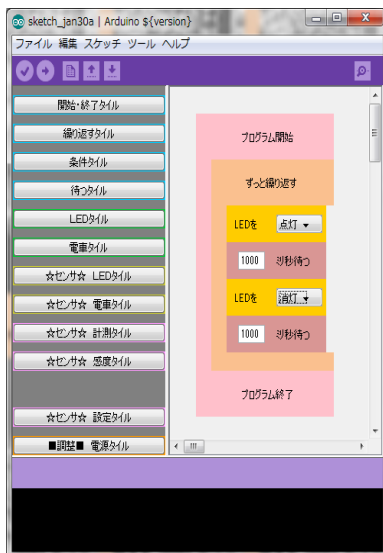 sketch_jan30a | Arduino ${version}
ファイル 編集 スケッチ ツール ヘルプ
開始・終了タイル
繰り返すタイル
条件タイル
待つタイル
LEDタイル
電車タイル
☆センサ☆ LEDタイル
☆センサ☆ 電車タイル
☆センサ☆ 計測タイル
☆センサ☆ 感度タイル
☆センサ☆ 設定タイル
■調整■ 電源タイル
プログラム開始
ずっと繰り返す
LEDを 点灯
1000 ミリ秒待つ
LEDを 消灯
1000 ミリ秒待つ
プログラム終了